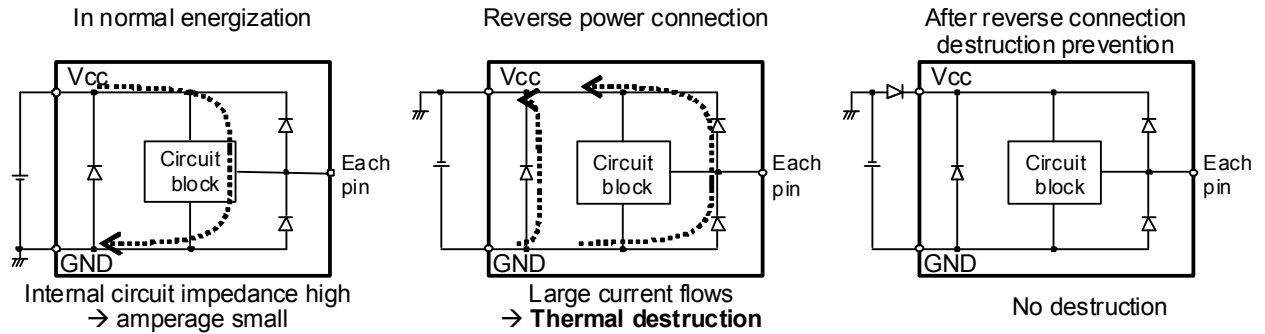 In normal energization
Vcc
Circuit
block
Each
pin
GND
Internal circuit impedance high
→ amperage small
Reverse power connection
Vcc
Circuit
block
Each
pin
GND
Large current flows
→ Thermal destruction
After reverse connection
destruction prevention
Vcc
Circuit
block
Each
pin
GND
No destruction